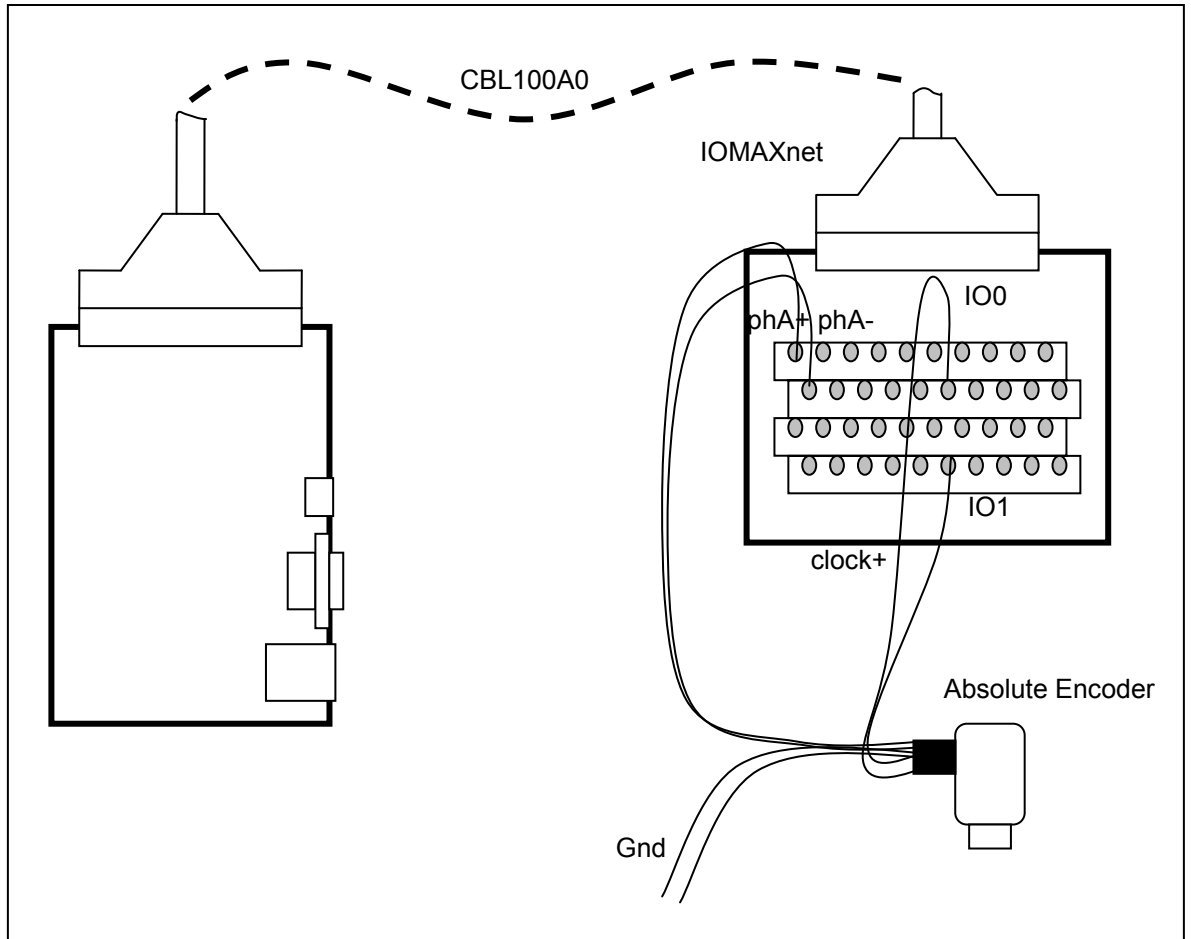 CBL100A0
IOMAXnet
IO0
phA+ phA-
IO1
clock+
Absolute Encoder
Gnd